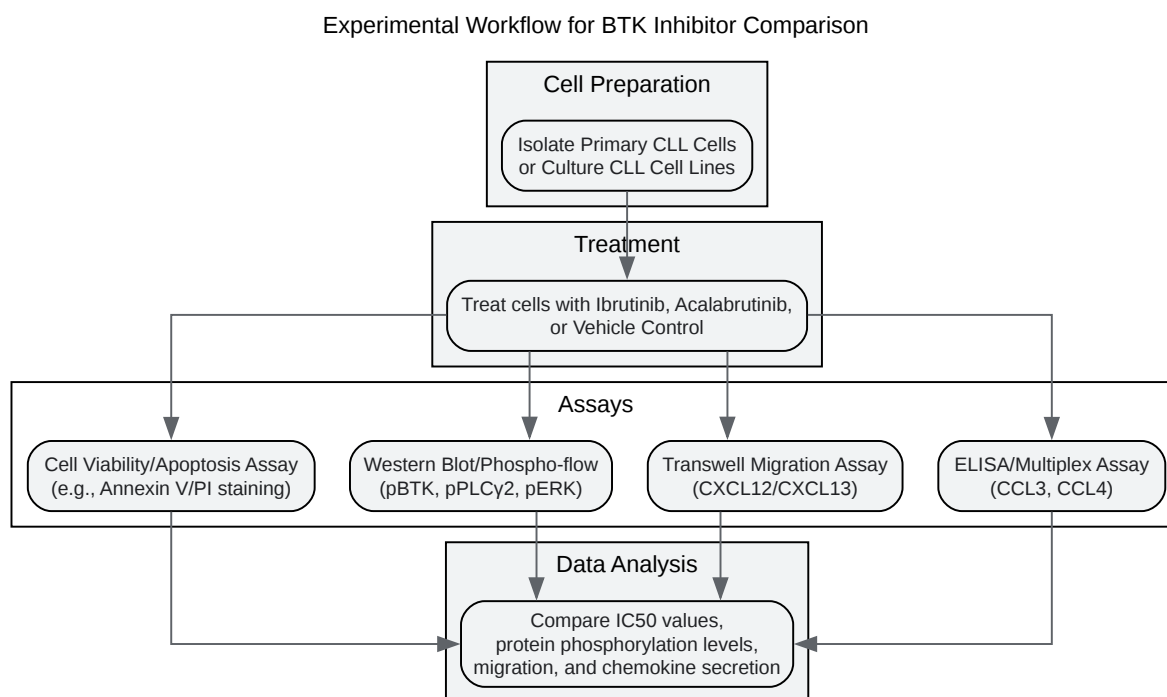 Experimental Workflow for BTK Inhibitor Comparison
Cell Preparation
Isolate Primary CLL Cells
or Culture CLL Cell Lines
Treatment
Treat cells with Ibrutinib, Acalabrutinib,
or Vehicle Control
Assays
Cell Viability/Apoptosis Assay
(e.g., Annexin V/PI staining)
Western Blot/Phospho-flow
(pBTK, pPLCγ2, pERK)
Transwell Migration Assay
(CXCL12/CXCL13)
ELISA/Multiplex Assay
(CCL3, CCL4)
Data Analysis
Compare IC50 values,
protein phosphorylation levels,
migration, and chemokine secretion